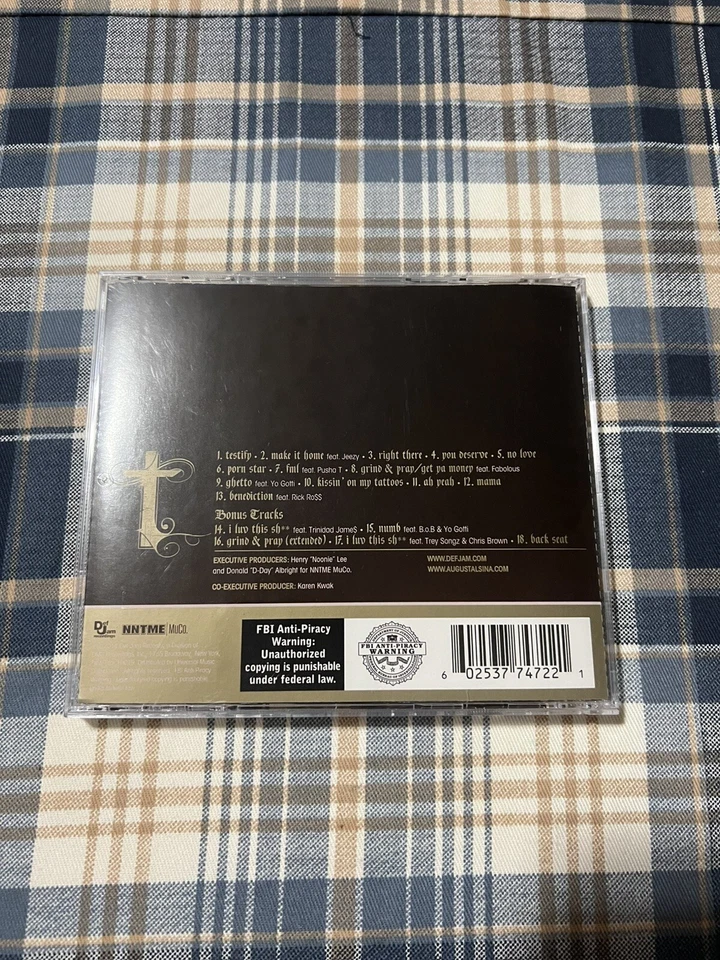 1. testify • 2. make it home feat. Jeezy • 3. right there • 4. you deserve • 5. no love
6. porn star • 7. fml feat. Pusha T • 8. grind & pray/get ya money feat. Fabolous
9. ghetto feat. Yo Gotti • 10. kissin' on my tattoos • 11. ah yeah • 12. mama
13. benediction feat. Rick Ro$$
Bonus Tracks
14. i luv this sh** feat. Trinidad Jame$ • 15. numb feat. B.o.B & Yo Gotti
16. grind & pray (extended) • 17. i luv this sh** feat. Trey Songz & Chris Brown • 18. back seat
EXECUTIVE PRODUCERS: Henry "Noonie" Lee
and Donald "D-Day" Albright for NNTME MuCo.
WWW.DEFJAM.COM
WWW.AUGUSTALSINA.COM
CO-EXECUTIVE PRODUCER: Karen Kwak
Def Jam
recordings
NNTME MuCo.
FBI Anti-Piracy
Warning:
Unauthorized
copying is punishable
under federal law.
FBI ANTI-PIRACY
WARNING
6 02537 74722 1